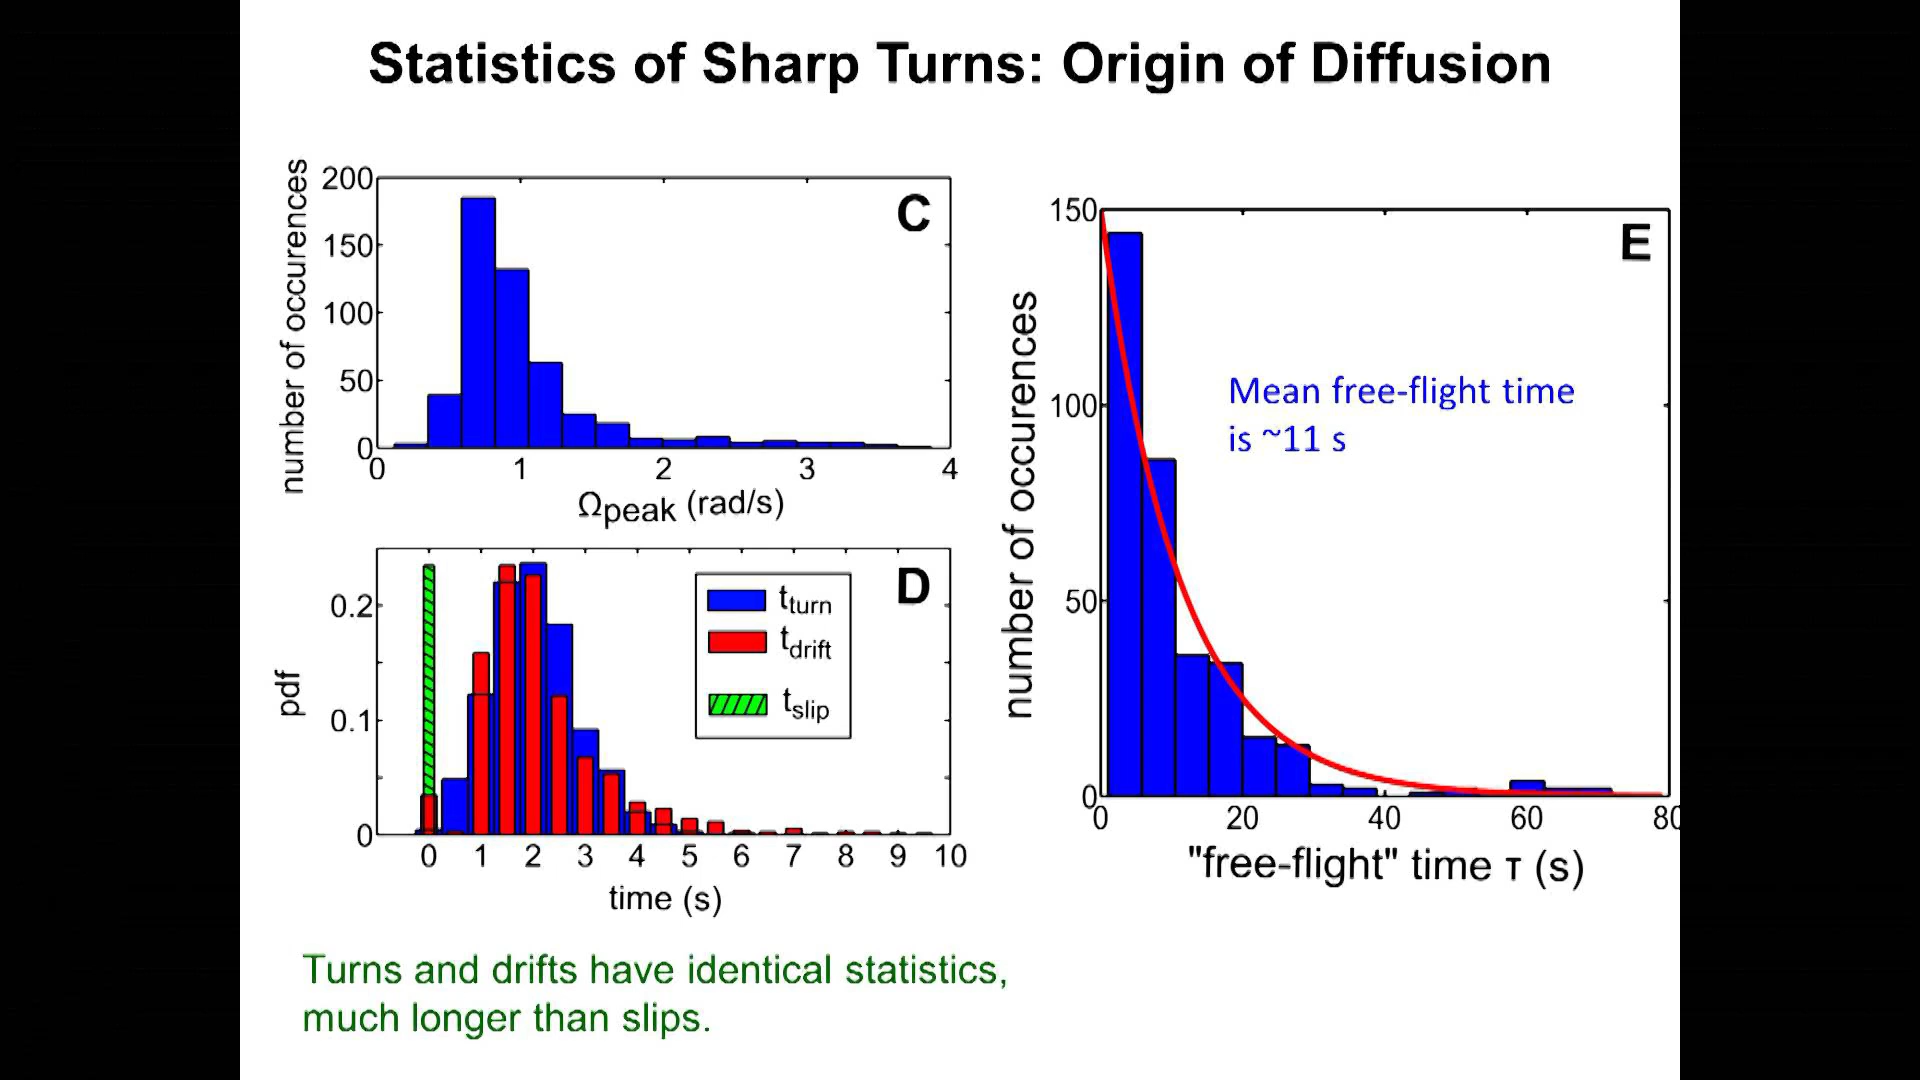 Statistics of Sharp Turns: Origin of Diffusion
200
150
100
50
0
0 1 2 3 4
number of occurences
Ωpeak (rad/s)
C
0.2
0.1
0
0 1 2 3 4 5 6 7 8 9 10
pdf
time (s)
D
tturn
tdrift
tslip
150
100
50
0
0 20 40 60 80
number of occurences
"free-flight" time τ (s)
E
Mean free-flight time
is ~11 s
Turns and drifts have identical statistics,
much longer than slips.